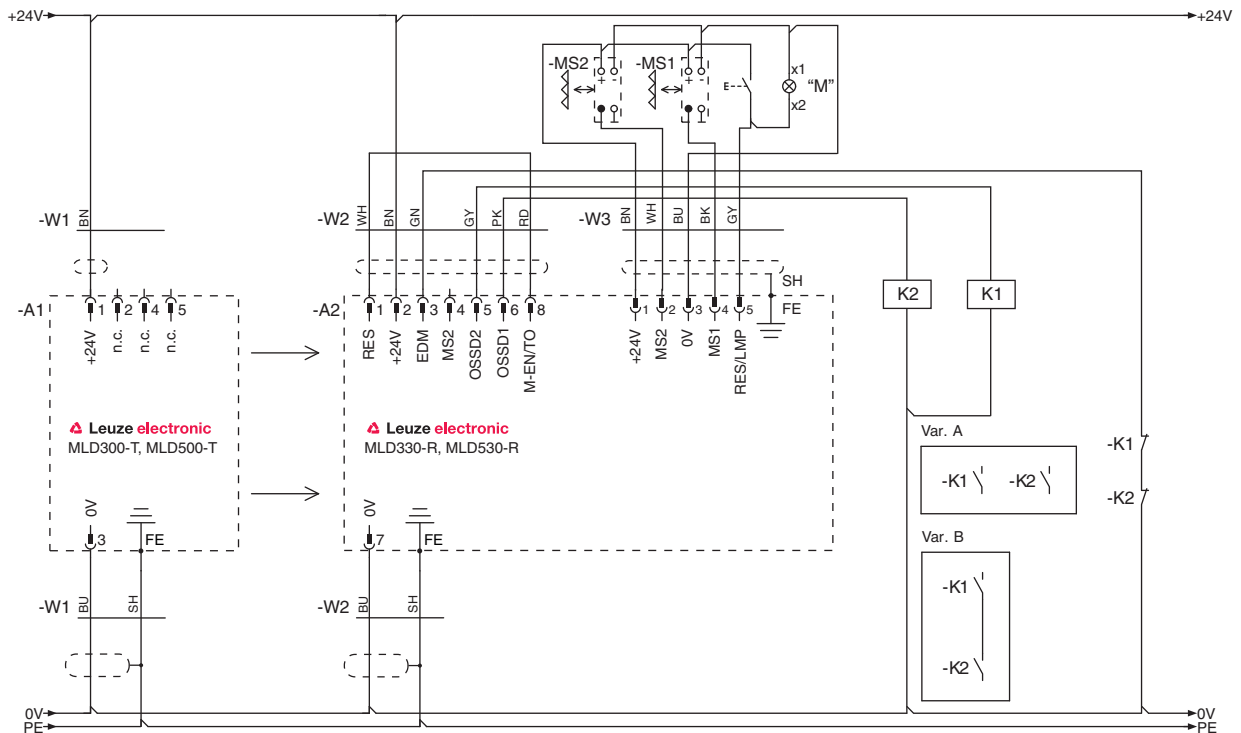 +24V +24V
-MS2 + - -MS1 + - E x1 "M" x2
-W1 BN -W2 WH BN GN GY PK RD -W3 BN WH BU BK GY
SH
K2 K1
-A1 1 2 4 5 -A2 1 2 3 4 5 6 8 1 2 3 4 5 FE
+24V n.c. n.c. n.c. RES +24V EDM MS2 OSSD2 OSSD1 M-EN/TO +24V MS2 0V MS1 RES/LMP
Leuze electronic Leuze electronic
MLD300-T, MLD500-T MLD330-R, MLD530-R
Var. A
-K1
-K1 -K2
-K2
0V 0V
3 FE 7 FE
Var. B
-K1
-W1 BU SH -W2 BU SH
-K2
0V 0V
PE PE